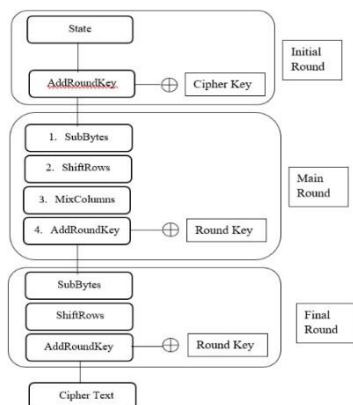 State
Initial
Round
AddRoundKey
Cipher Key
1. SubBytes
2. ShiftRows
3. MixColumns
4. AddRoundKey
Round Key
Main
Round
SubBytes
ShiftRows
AddRoundKey
Round Key
Final
Round
Cipher Text